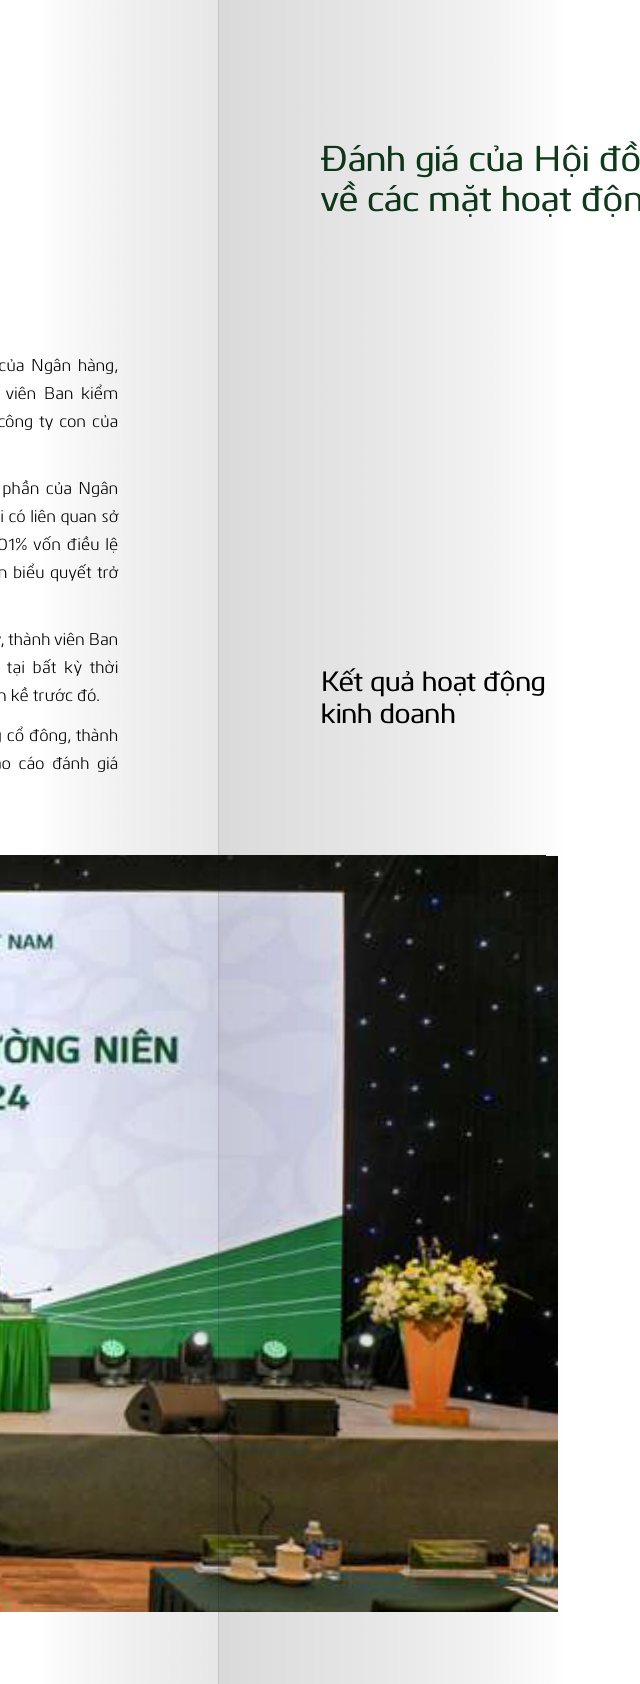 của Ngân hàng,
viên Ban kiểm
công ty con của
phần của Ngân
i có liên quan sở
01% vốn điều lệ
n biểu quyết trở
, thành viên Ban
tại bất kỳ thời
n kề trước đó.
g cổ đông, thành
o cáo đánh giá
Đánh giá của Hội đồ
về các mặt hoạt độn
Kết quả hoạt động
kinh doanh
NAM
ƯỜNG NIÊN
24